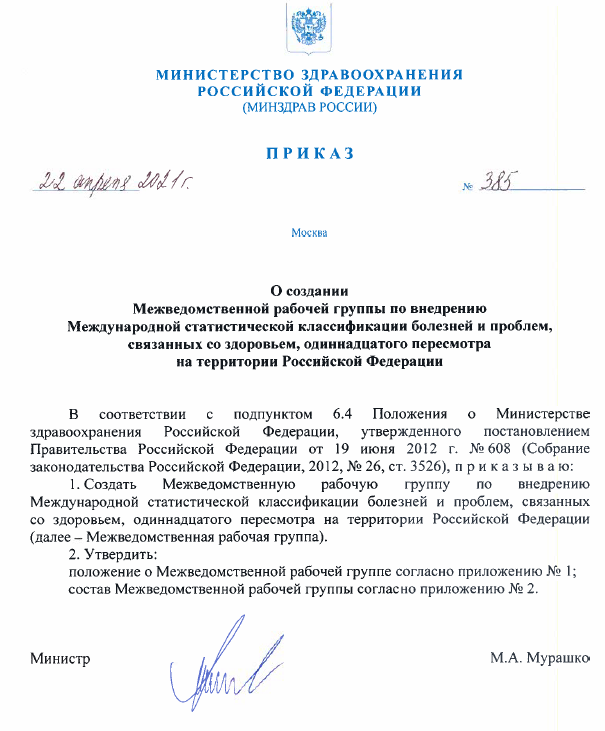 МИНИСТЕРСТВО ЗДРАВООХРАНЕНИЯ
РОССИЙСКОЙ ФЕДЕРАЦИИ
(МИНЗДРАВ РОССИИ)
ПРИКАЗ
22 апреля 2021 г. № 385
Москва
О создании
Межведомственной рабочей группы по внедрению
Международной статистической классификации болезней и проблем,
связанных со здоровьем, одиннадцатого пересмотра
на территории Российской Федерации
В соответствии с подпунктом 6.4 Положения о Министерстве
здравоохранения Российской Федерации, утвержденного постановлением
Правительства Российской Федерации от 19 июня 2012 г. № 608 (Собрание
законодательства Российской Федерации, 2012, № 26, ст. 3526), приказываю:
1. Создать Межведомственную рабочую группу по внедрению
Международной статистической классификации болезней и проблем, связанных
со здоровьем, одиннадцатого пересмотра на территории Российской Федерации
(далее – Межведомственная рабочая группа).
2. Утвердить:
положение о Межведомственной рабочей группе согласно приложению № 1;
состав Межведомственной рабочей группы согласно приложению № 2.
Министр М.А. Мурашко